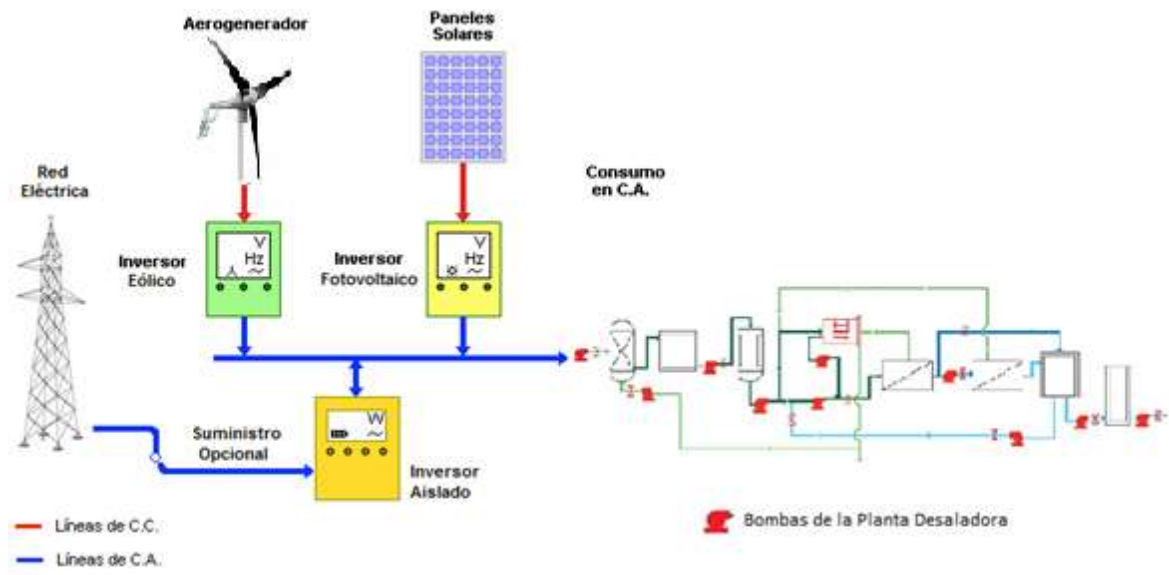 Aerogenerador
Paneles
Solares
Red
Eléctrica
Consumo
en C.A.
V
Hz
Inversor
Eólico
V
Hz
Inversor
Fotovoltaico
W
Suministro
Opcional
Inversor
Aislado
Líneas de C.C.
Líneas de C.A.
Bombas de la Planta Desaladora